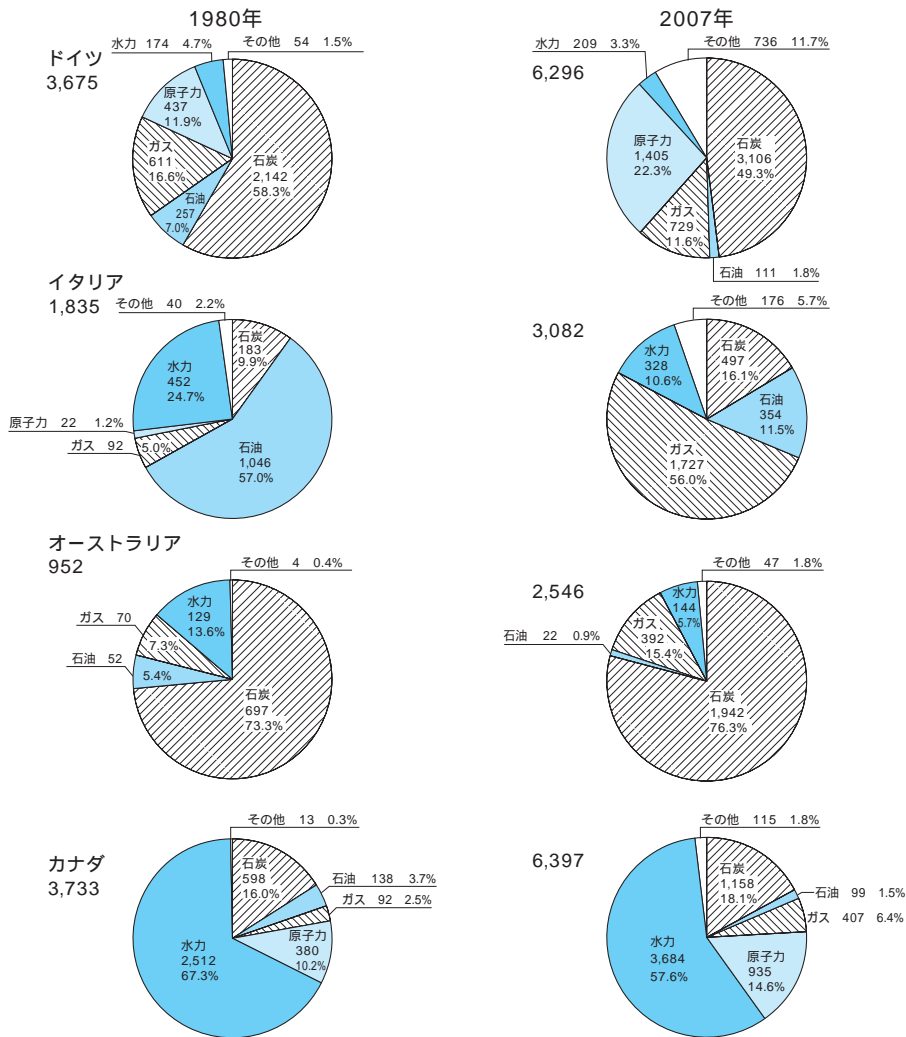 1980年
2007年
ドイツ
3,675
水力 174 4.7%
その他 54 1.5%
原子力
437
11.9%
ガス
611
16.6%
石油
257
7.0%
石炭
2,142
58.3%
6,296
水力 209 3.3%
その他 736 11.7%
原子力
1,405
22.3%
ガス
729
11.6%
石炭
3,106
49.3%
石油 111 1.8%
イタリア
1,835
その他 40 2.2%
石炭
183
9.9%
水力
452
24.7%
原子力 22 1.2%
ガス 92
5.0%
石油
1,046
57.0%
3,082
その他 176 5.7%
水力
328
10.6%
石炭
497
16.1%
石油
354
11.5%
ガス
1,727
56.0%
オーストラリア
952
その他 4 0.4%
水力
129
13.6%
ガス 70
7.3%
石油 52
5.4%
石炭
697
73.3%
2,546
その他 47 1.8%
水力
144
5.7%
ガス
392
15.4%
石油 22 0.9%
石炭
1,942
76.3%
カナダ
3,733
その他 13 0.3%
石炭
598
16.0%
石油 138 3.7%
ガス 92 2.5%
原子力
380
10.2%
水力
2,512
67.3%
6,397
その他 115 1.8%
石炭
1,158
18.1%
石油 99 1.5%
ガス 407 6.4%
原子力
935
14.6%
水力
3,684
57.6%